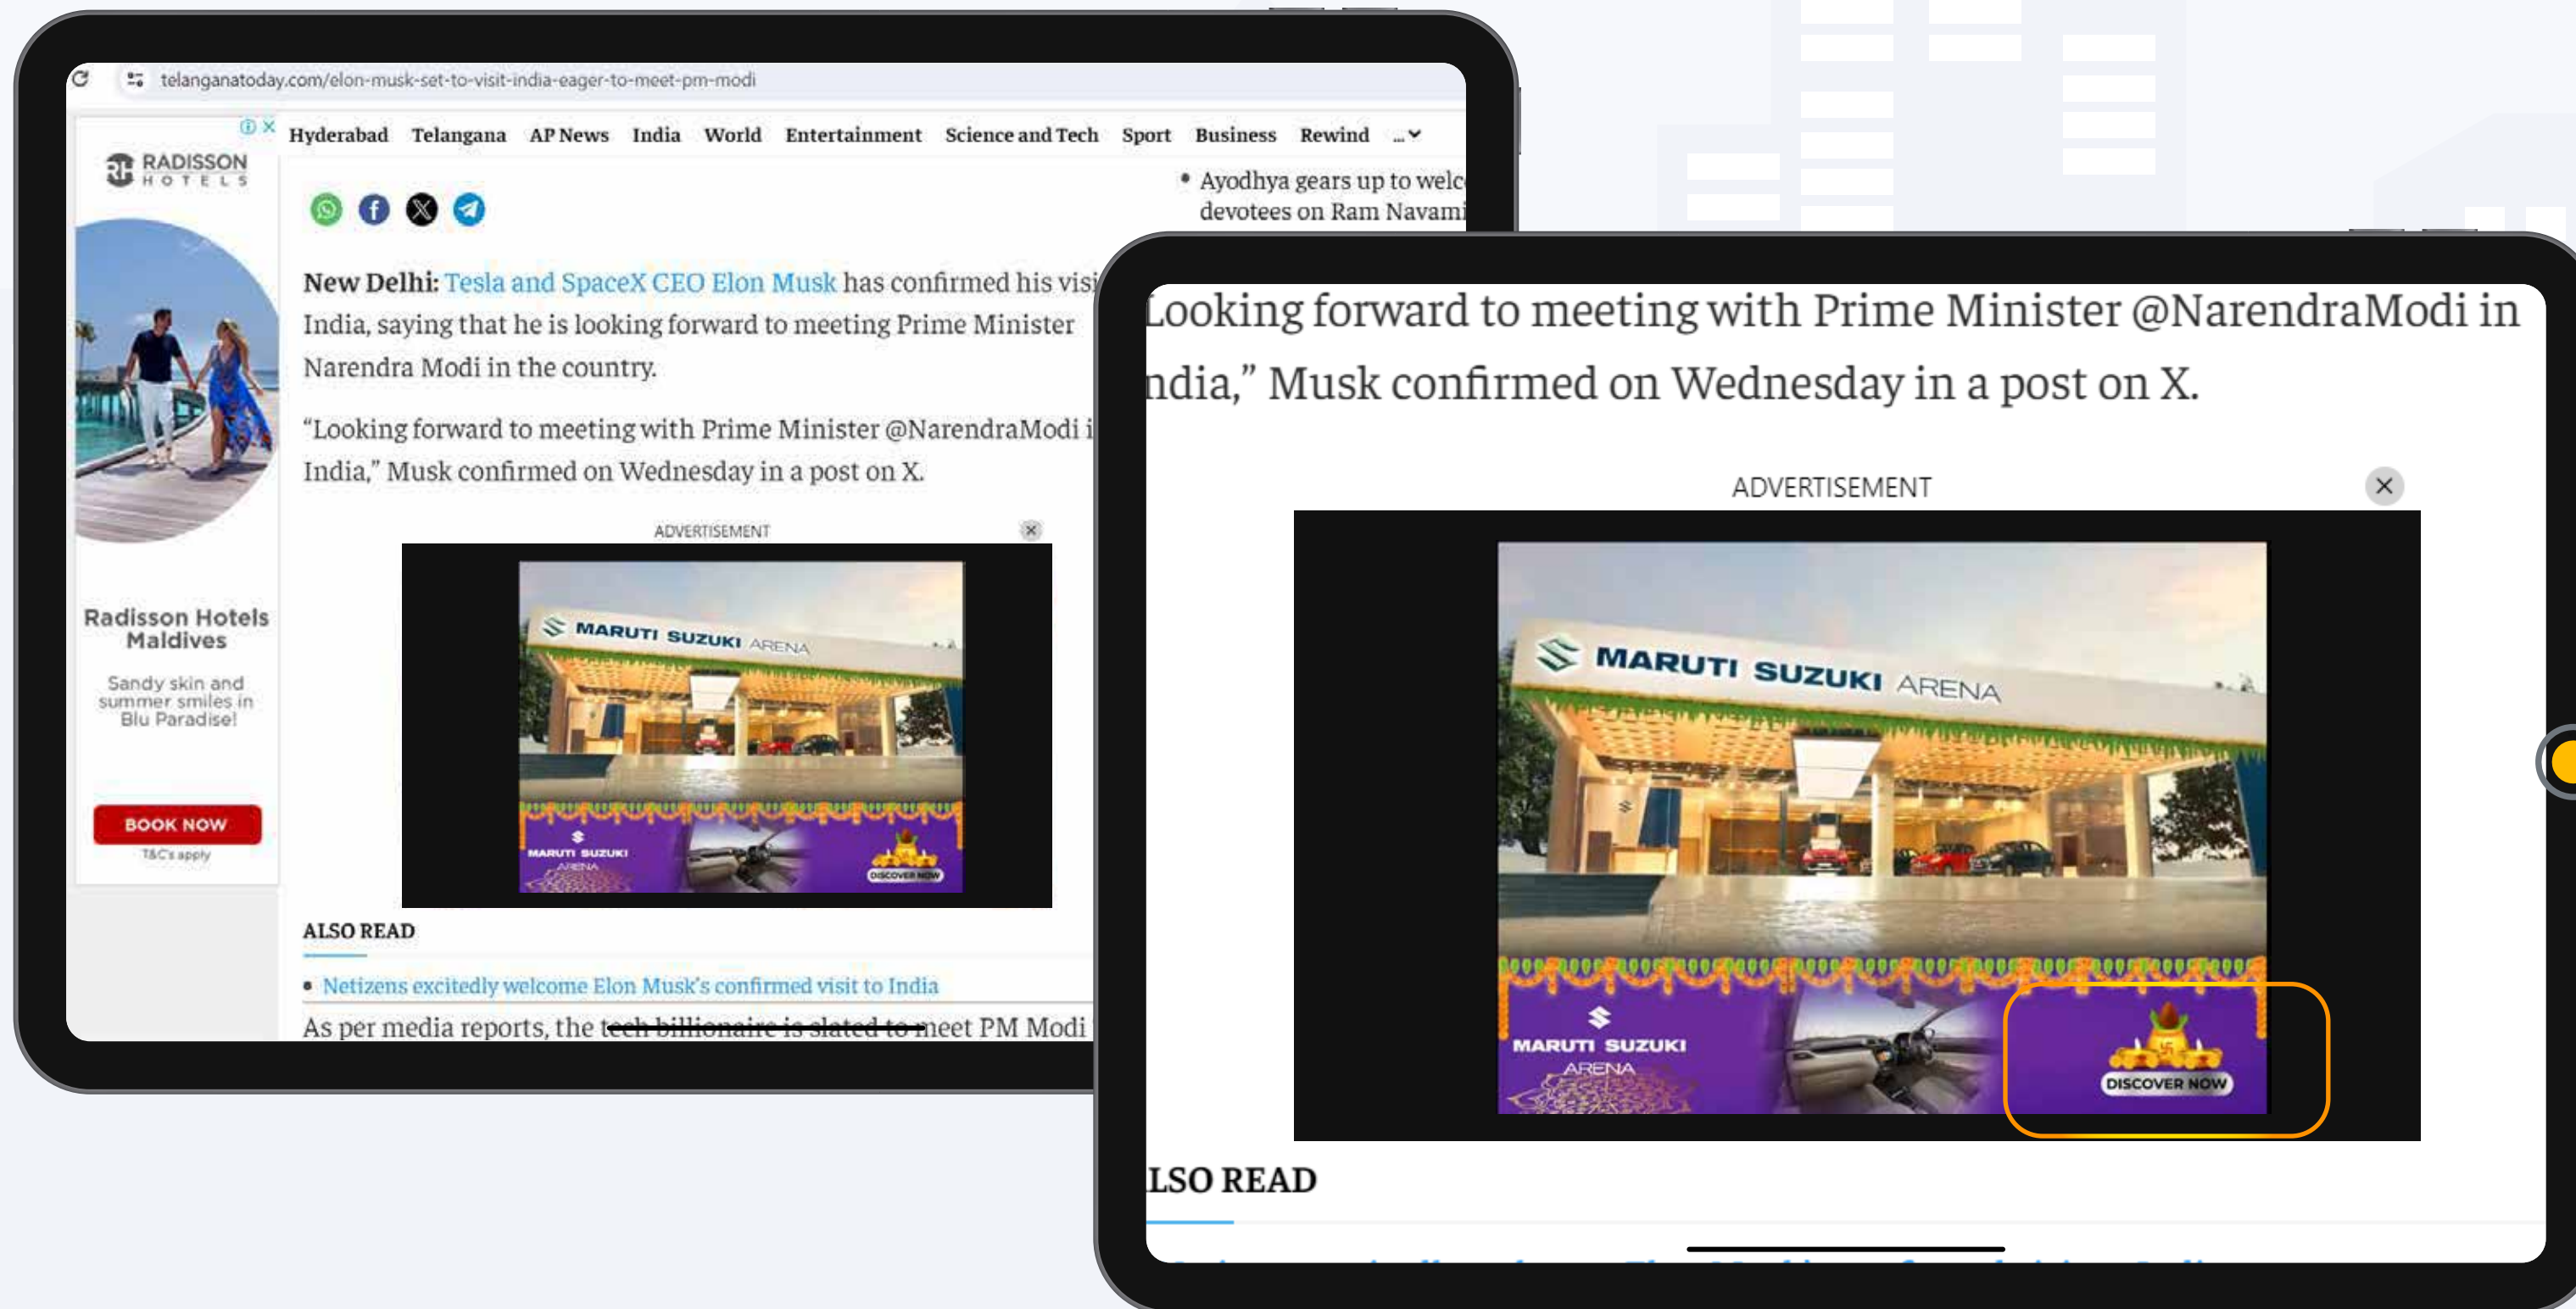 telanganatoday.com/elon-musk-set-to-visit-india-eager-to-meet-pm-modi
Hyderabad Telangana AP News India World Entertainment Science and Tech Sport Business Rewind ...
RADISSON
HOTELS
Radisson Hotels
Maldives
Sandy skin and
summer smiles in
Blu Paradise!
BOOK NOW
T&C's apply
• Ayodhya gears up to
devotees on Ram Navami
New Delhi: Tesla and SpaceX CEO Elon Musk has confirmed his
India, saying that he is looking forward to meeting Prime Minister
Narendra Modi in the country.
“Looking forward to meeting with Prime Minister @NarendraModi
India,” Musk confirmed on Wednesday in a post on X.
ADVERTISEMENT
MARUTI SUZUKI ARENA
MARUTI SUZUKI
ARENA
DISCOVER NOW
ALSO READ
• Netizens excitedly welcome Elon Musk’s confirmed visit to India
As per media reports, the tech billionaire is slated to meet PM Modi
Looking forward to meeting with Prime Minister @NarendraModi in
ndia,” Musk confirmed on Wednesday in a post on X.
ADVERTISEMENT
MARUTI SUZUKI ARENA
MARUTI SUZUKI
ARENA
DISCOVER NOW
LSO READ